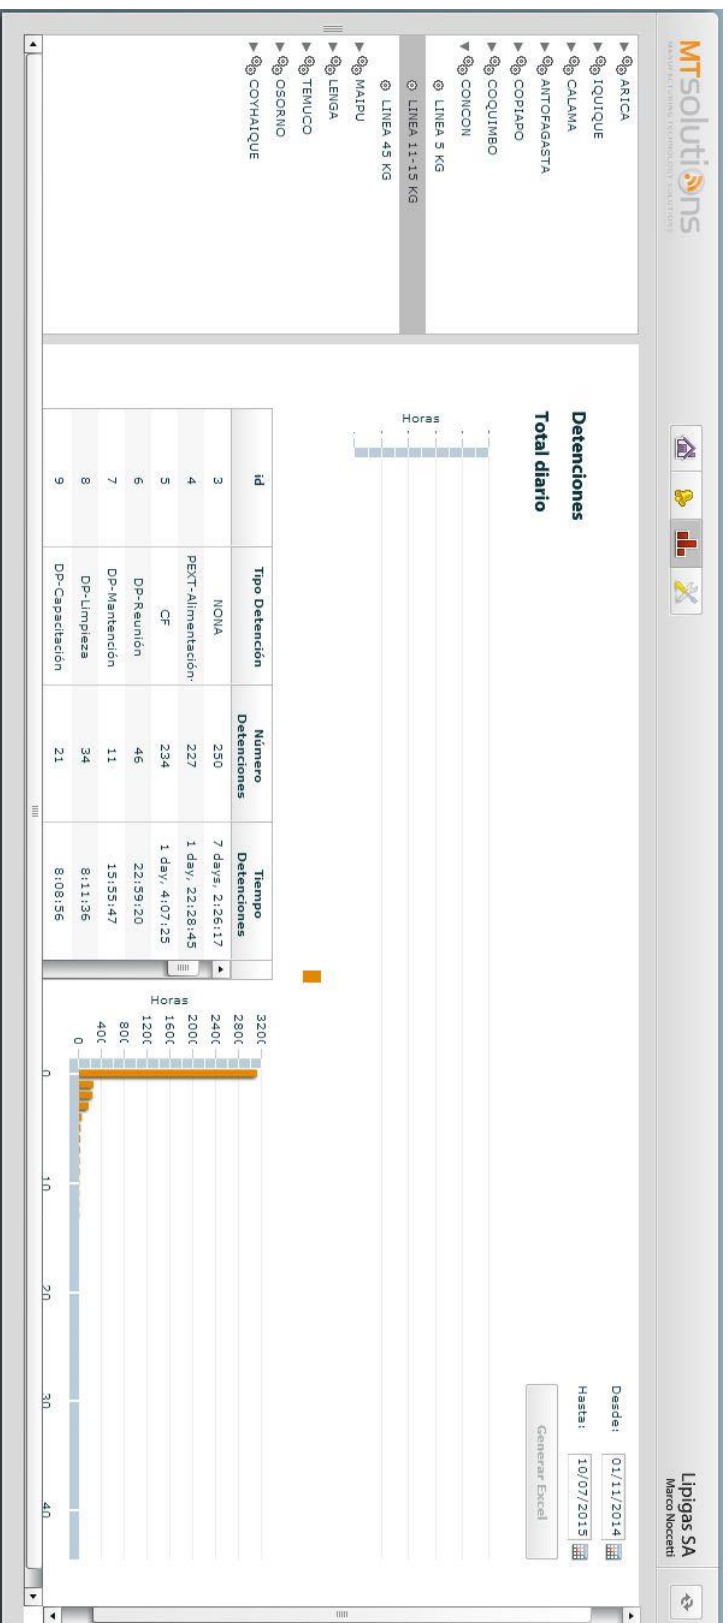 MTsolutions
MANUFACTURING TECHNOLOGY SOLUTIONS
Lipigas SA
Marco Noccetti
ARICA
IQUIQUE
CALAMA
ANTOFAGASTA
COPIAPO
COQUIMBO
CONCON
LINEA 5 KG
LINEA 11-15 KG
LINEA 45 KG
MAIPU
LENGA
TEMUCO
OSORNO
COYHAIQUE
Detenciones
Total diario
Desde: 01/11/2014
Hasta: 10/07/2015
Generar Excel
Horas
id Tipo Detención Número Detenciones Tiempo Detenciones
3 NONA 250 7 days, 2:26:17
4 PEXT-Alimentación- 227 1 day, 22:28:45
5 CF 234 1 day, 4:07:25
6 DP-Reunión 46 22:59:20
7 DP-Mantención 11 15:55:47
8 DP-Limpieza 34 8:11:36
9 DP-Capacitación 21 8:08:56
Horas
3200
2800
2400
2000
1600
1200
800
400
0
0 10 20 30 40